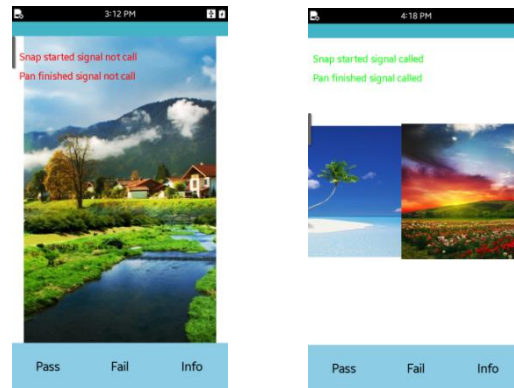 3:12 PM
Snap started signal not call
Pan finished signal not call
Pass Fail Info
4:18 PM
Snap started signal called
Pan finished signal called
Pass Fail Info